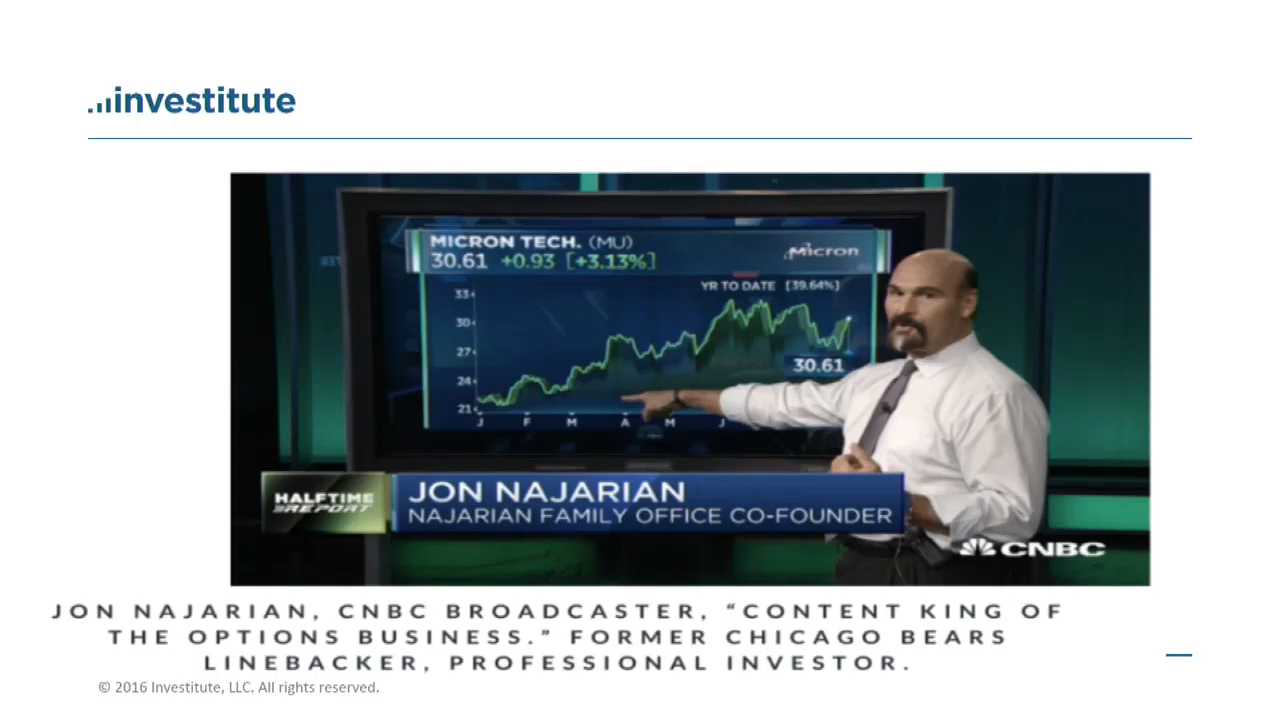 investitute
MICRON TECH. (MU)
30.61 +0.93 [+3.13%]
Micron
YR TO DATE [39.64%]
33
30
27
24
21
30.61
J F M A M J
HALFTIME
REPORT
JON NAJARIAN
NAJARIAN FAMILY OFFICE CO-FOUNDER
CNBC
JON NAJARIAN, CNBC BROADCASTER, “CONTENT KING OF
THE OPTIONS BUSINESS.” FORMER CHICAGO BEARS
LINEBACKER, PROFESSIONAL INVESTOR.
© 2016 Investitute, LLC. All rights reserved.